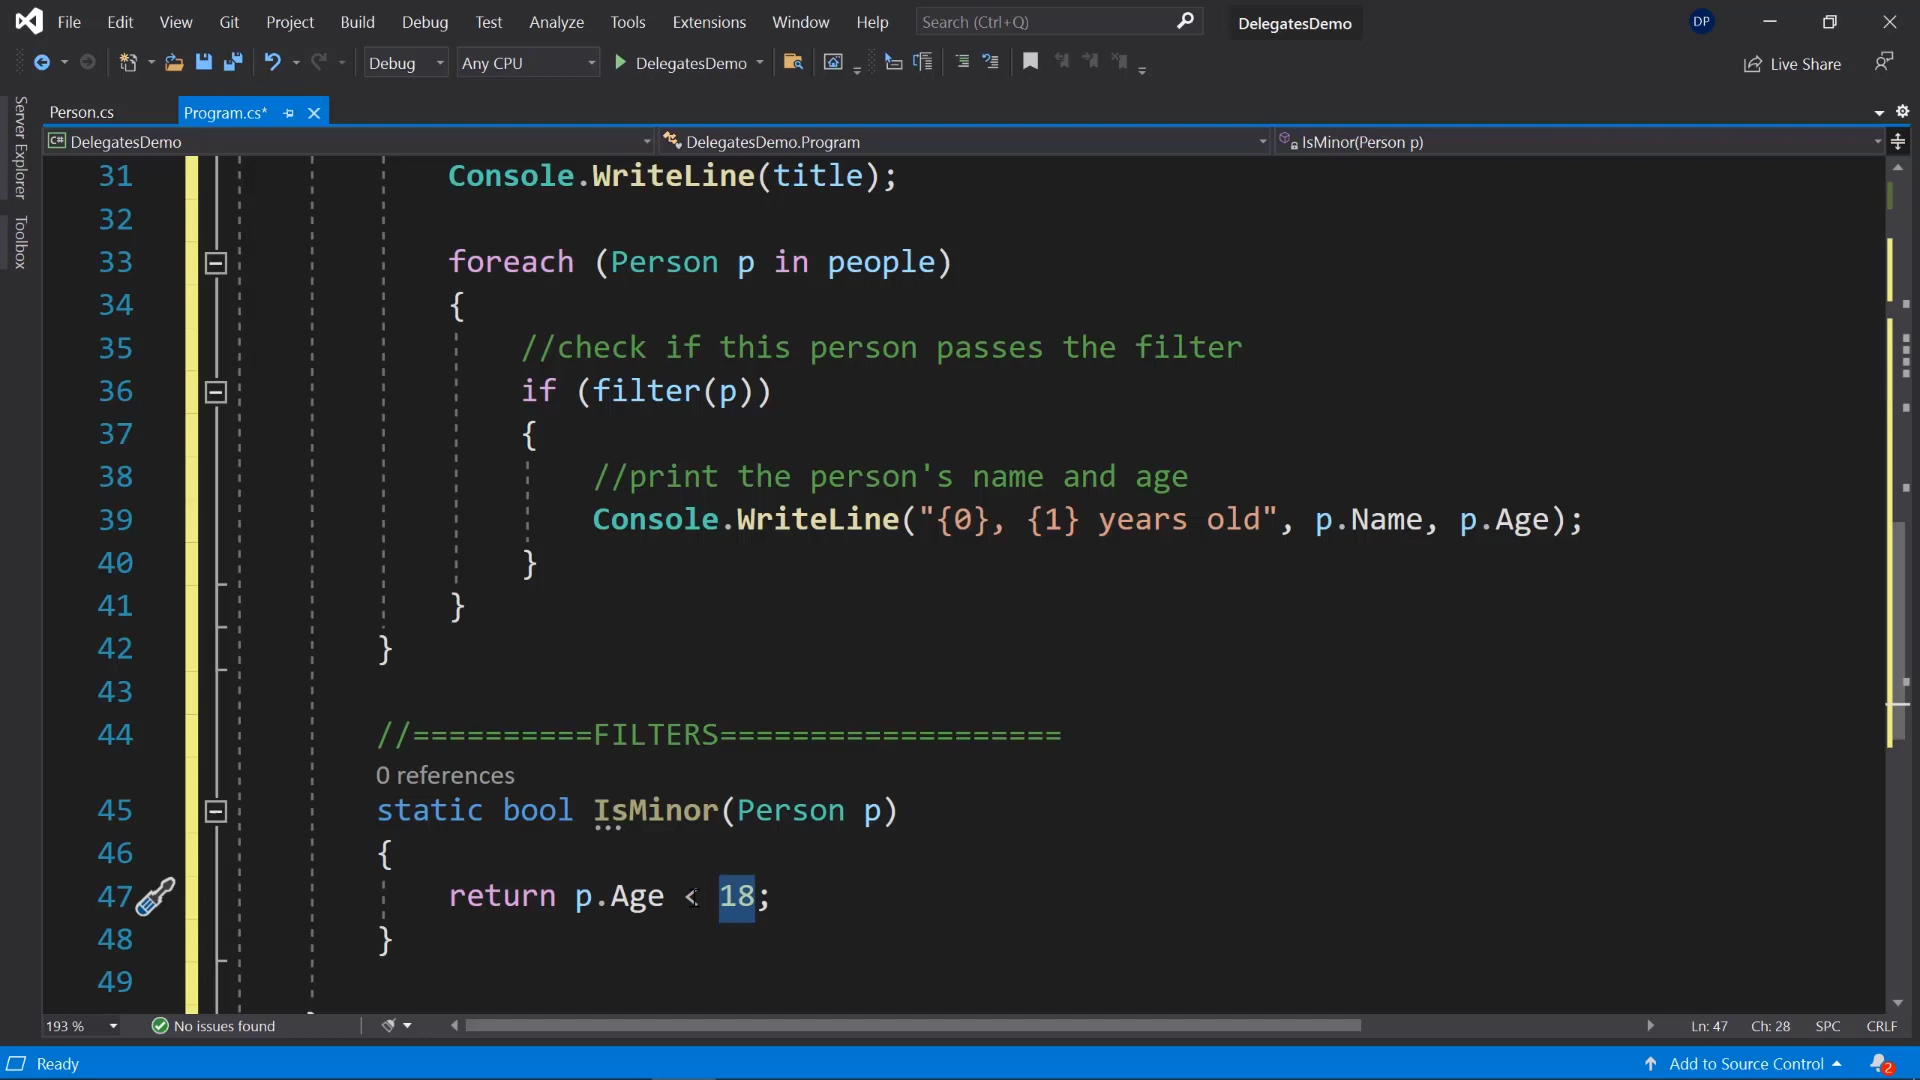 File Edit View Git Project Build Debug Test Analyze Tools Extensions Window Help Search (Ctrl+Q) DelegatesDemo DP
Debug Any CPU DelegatesDemo Live Share
Server Explorer
Toolbox
Person.cs Program.cs*
C# DelegatesDemo DelegatesDemo.Program IsMinor(Person p)
31 Console.WriteLine(title);
32
33 foreach (Person p in people)
34 {
35 //check if this person passes the filter
36 if (filter(p))
37 {
38 //print the person's name and age
39 Console.WriteLine("{0}, {1} years old", p.Name, p.Age);
40 }
41 }
42 }
43
44 //==========FILTERS===================
0 references
45 static bool IsMinor(Person p)
46 {
47 return p.Age < 18;
48 }
49
193 % No issues found Ln: 47 Ch: 28 SPC CRLF
Ready Add to Source Control 2